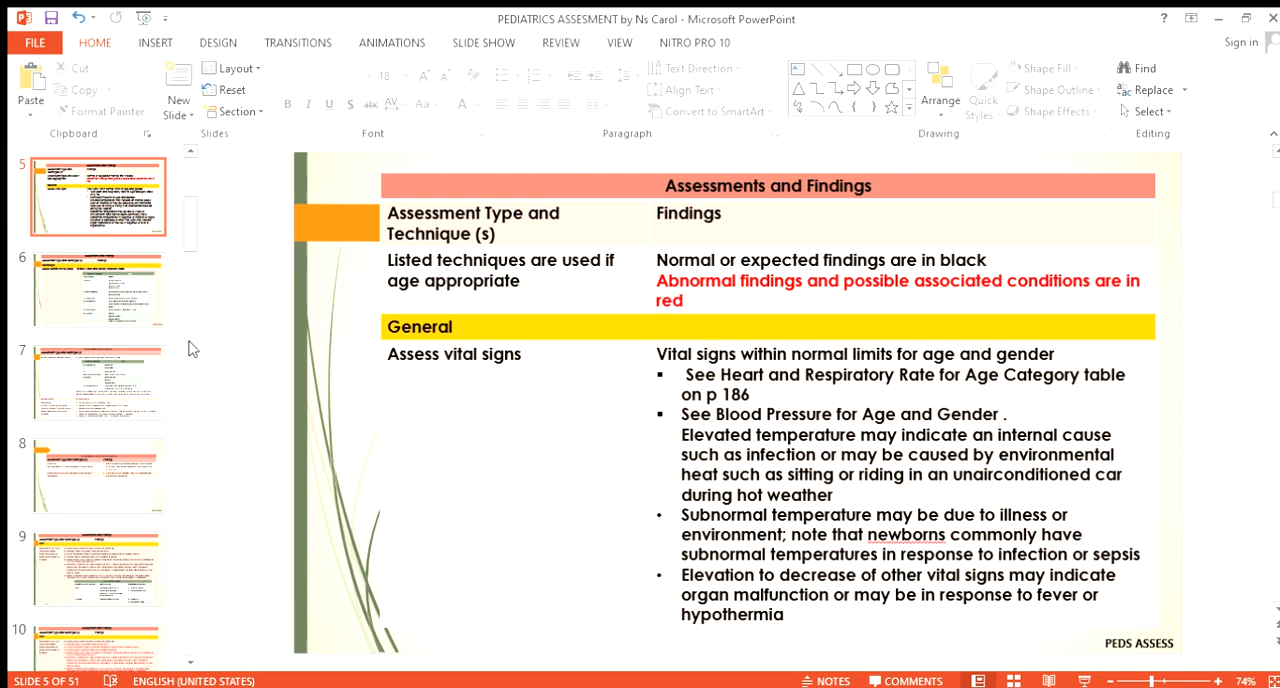 PEDIATRICS ASSESMENT by Ns Carol - Microsoft PowerPoint
FILE HOME INSERT DESIGN TRANSITIONS ANIMATIONS SLIDE SHOW REVIEW VIEW NITRO PRO 10 Sign in
Paste
Cut
Copy
Format Painter
Clipboard
New
Slide
Layout
Reset
Section
Slides
18
B I U S abc AV Aa A
Font
Text Direction
Align Text
Convert to SmartArt
Paragraph
Arrange
Quick
Styles
Shape Fill
Shape Outline
Shape Effects
Drawing
Find
Replace
Select
Editing
5
6
7
8
9
10
Assessments and Findings
Assessment Type and
Technique (s)
Findings
Listed techniques are used if
age appropriate
Normal or expected findings are in black
Abnormal findings and possible associated conditions are in
red
General
Assess vital signs
Vital signs within normal limits for age and gender
▪ See Heart and Respiratory Rate for Age Category table
on p 186
▪ See Blood Pressure for Age and Gender .
Elevated temperature may indicate an internal cause
such as infection or may be caused by environmental
heat such as sitting or riding in an unairconditioned car
during hot weather
• Subnormal temperature may be due to illness or
environment; note that commonly have
subnormal in response to infection or sepsis
• Elevation of other vital signs may indicate
organ malfunction or may be in response to fever or
hypothermia
PEDS ASSESS
SLIDE 5 OF 51 ENGLISH (UNITED STATES) NOTES COMMENTS 74%